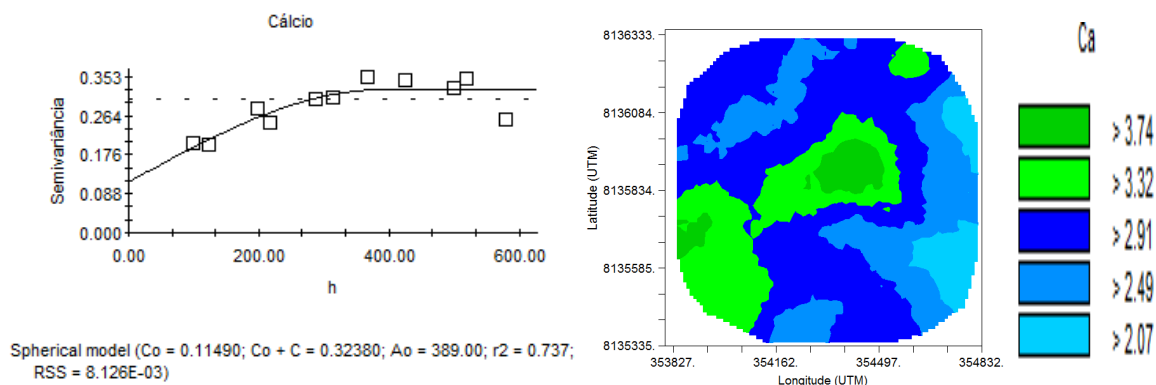 Cálcio
Semivariância
0.353
0.264
0.176
0.088
0.000
0.00 200.00 400.00 600.00
h
Spherical model (Co = 0.11490; Co + C = 0.32380; Ao = 389.00; r2 = 0.737;
RSS = 8.126E-03)
Latitude (UTM)
8136333.
8136084.
8135834.
8135585.
8135335.
353827. 354162. 354497. 354832.
Longitude (UTM)
Ca
> 3.74
> 3.32
> 2.91
> 2.49
> 2.07